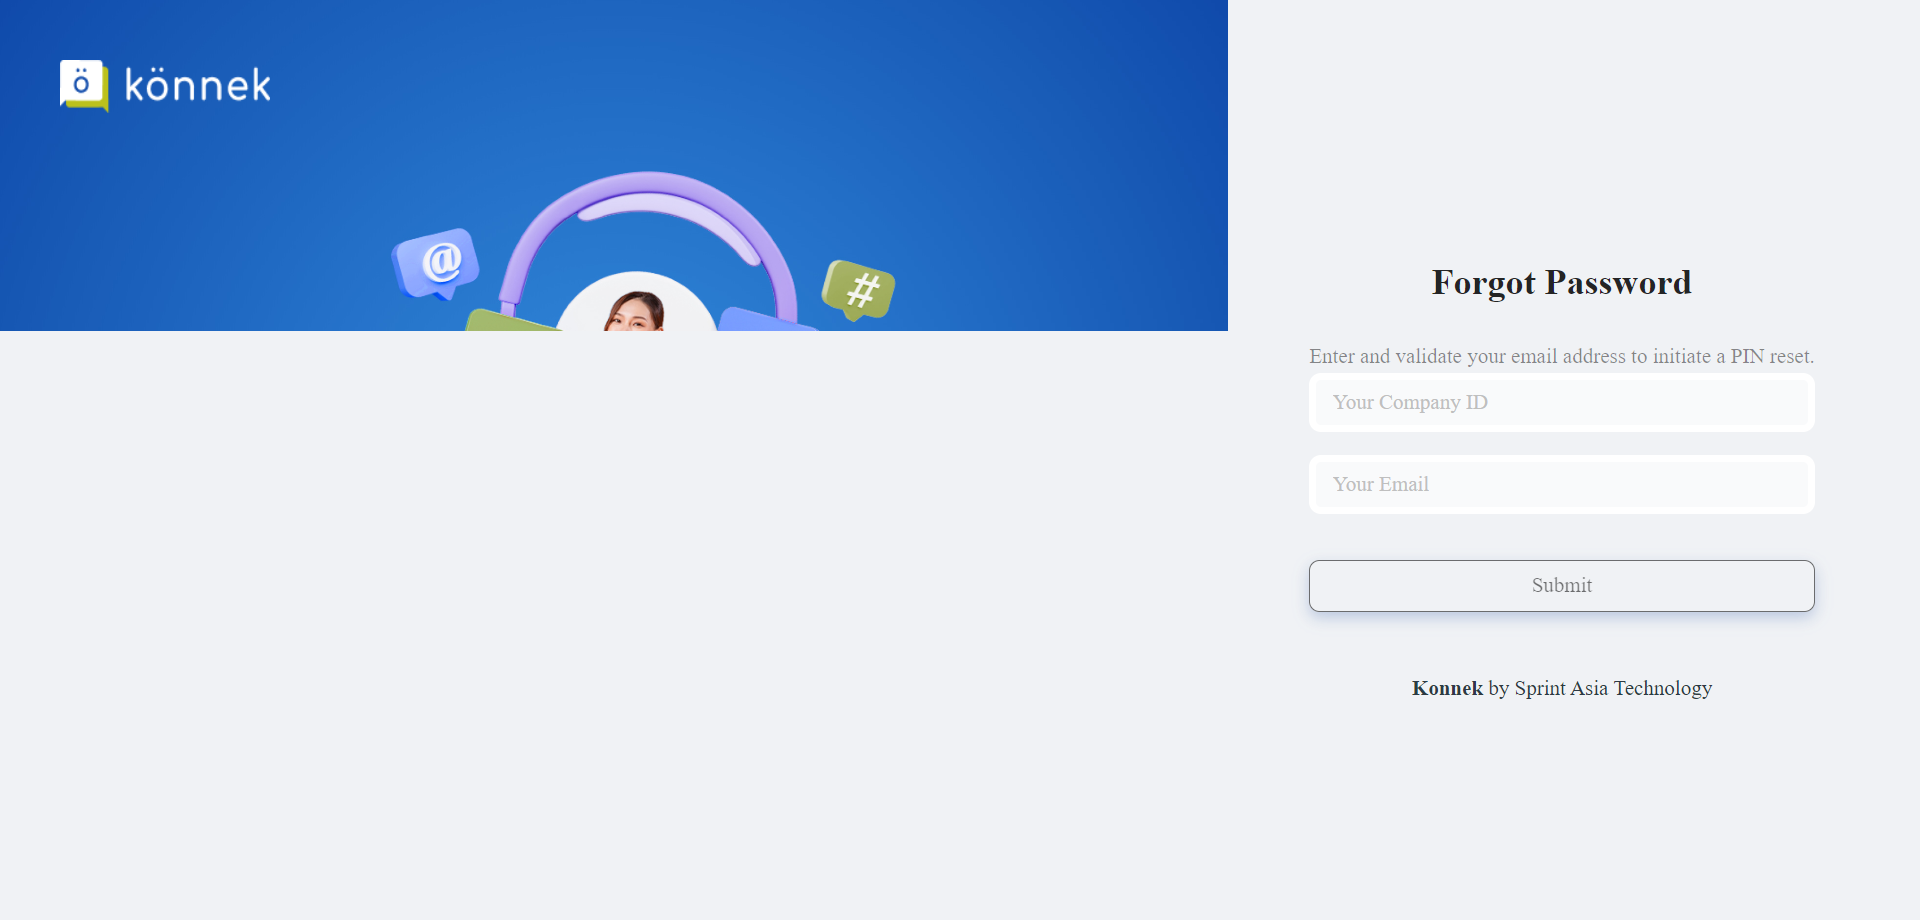 ö könnek
@
#
Forgot Password
Enter and validate your email address to initiate a PIN reset.
Your Company ID
Your Email
Submit
Konnek by Sprint Asia Technology